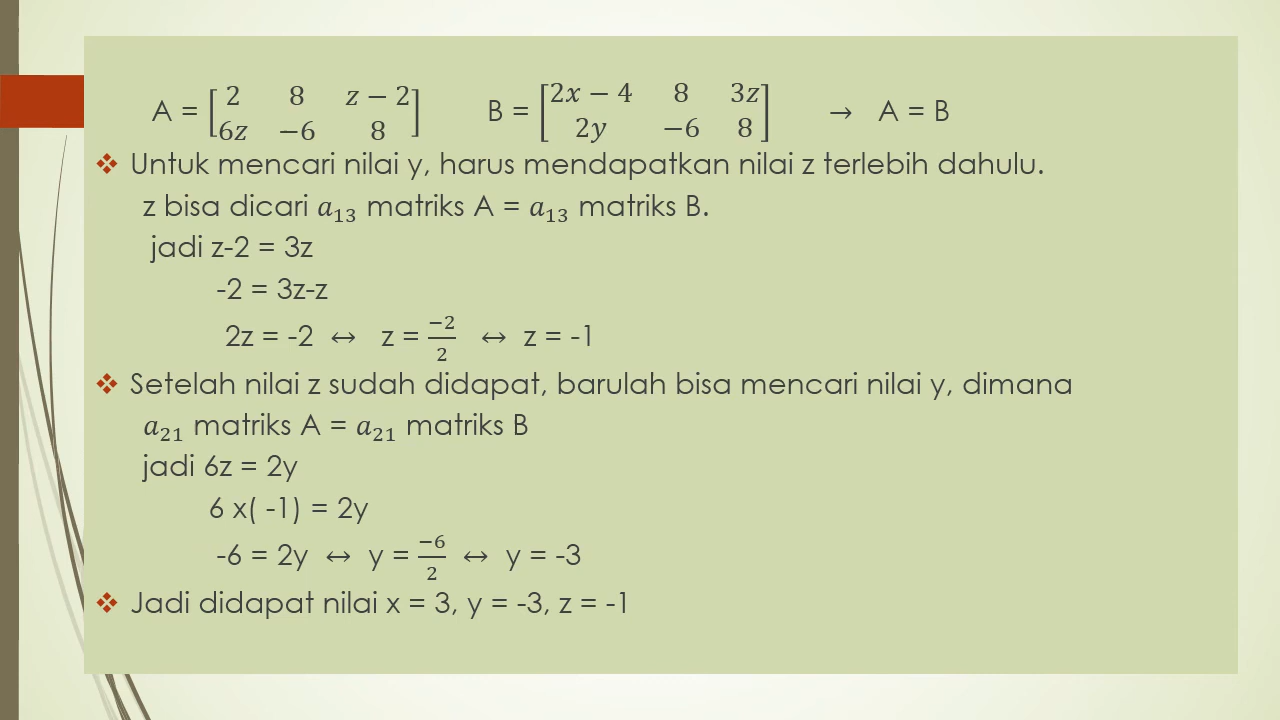 A = [2 8 z − 2; 6z −6 8] B = [2x − 4 8 3z; 2y −6 8] → A = B
❖ Untuk mencari nilai y, harus mendapatkan nilai z terlebih dahulu.
z bisa dicari a₁₃ matriks A = a₁₃ matriks B.
jadi z-2 = 3z
-2 = 3z-z
2z = -2 ↔ z = −2/2 ↔ z = -1
❖ Setelah nilai z sudah didapat, barulah bisa mencari nilai y, dimana
a₂₁ matriks A = a₂₁ matriks B
jadi 6z = 2y
6 x( -1) = 2y
-6 = 2y ↔ y = −6/2 ↔ y = -3
❖ Jadi didapat nilai x = 3, y = -3, z = -1